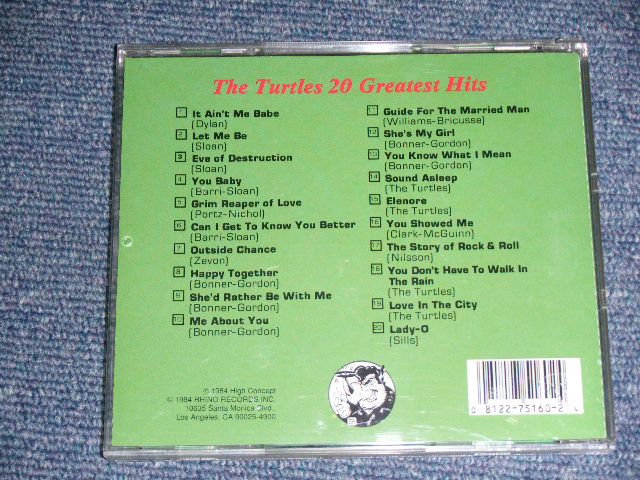 The Turtles 20 Greatest Hits
1 It Ain't Me Babe
(Dylan)
2 Let Me Be
(Sloan)
3 Eve of Destruction
(Sloan)
4 You Baby
(Barri-Sloan)
5 Grim Reaper of Love
(Portz-Nichol)
6 Can I Get To Know You Better
(Barri-Sloan)
7 Outside Chance
(Zevon)
8 Happy Together
(Bonner-Gordon)
9 She'd Rather Be With Me
(Bonner-Gordon)
10 Me About You
(Bonner-Gordon)
11 Guide For The Married Man
(Williams-Bricusse)
12 She's My Girl
(Bonner-Gordon)
13 You Know What I Mean
(Bonner-Gordon)
14 Sound Asleep
(The Turtles)
15 Elenore
(The Turtles)
16 You Showed Me
(Clark-McGuinn)
17 The Story of Rock & Roll
(Nilsson)
18 You Don't Have To Walk In
The Rain
(The Turtles)
19 Love In The City
(The Turtles)
20 Lady-O
(Sills)
℗ 1984 High Concept
© 1984 RHINO RECORDS INC.
10635 Santa Monica Blvd.,
Los Angeles, CA 90025-4900
0 8122-75160-2 4